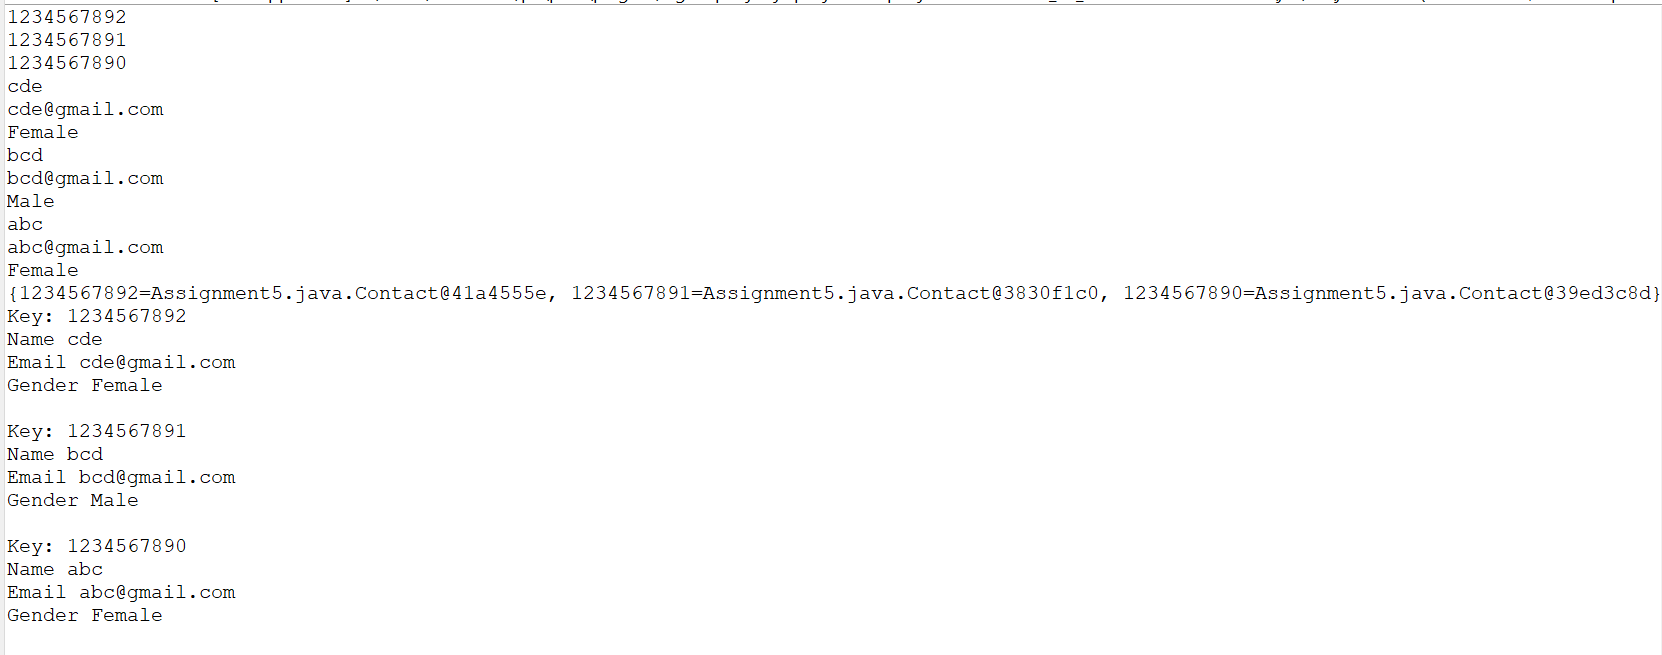 1234567892
1234567891
1234567890
cde
cde@gmail.com
Female
bcd
bcd@gmail.com
Male
abc
abc@gmail.com
Female
{1234567892=Assignment5.java.Contact@41a4555e, 1234567891=Assignment5.java.Contact@3830f1c0, 1234567890=Assignment5.java.Contact@39ed3c8d}
Key: 1234567892
Name cde
Email cde@gmail.com
Gender Female
Key: 1234567891
Name bcd
Email bcd@gmail.com
Gender Male
Key: 1234567890
Name abc
Email abc@gmail.com
Gender Female